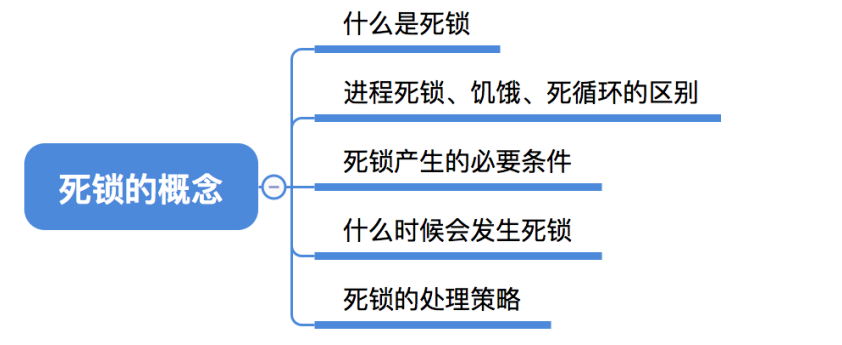 什么是死锁
进程死锁、饥饿、死循环的区别
死锁产生的必要条件
死锁的概念
什么时候会发生死锁
死锁的处理策略